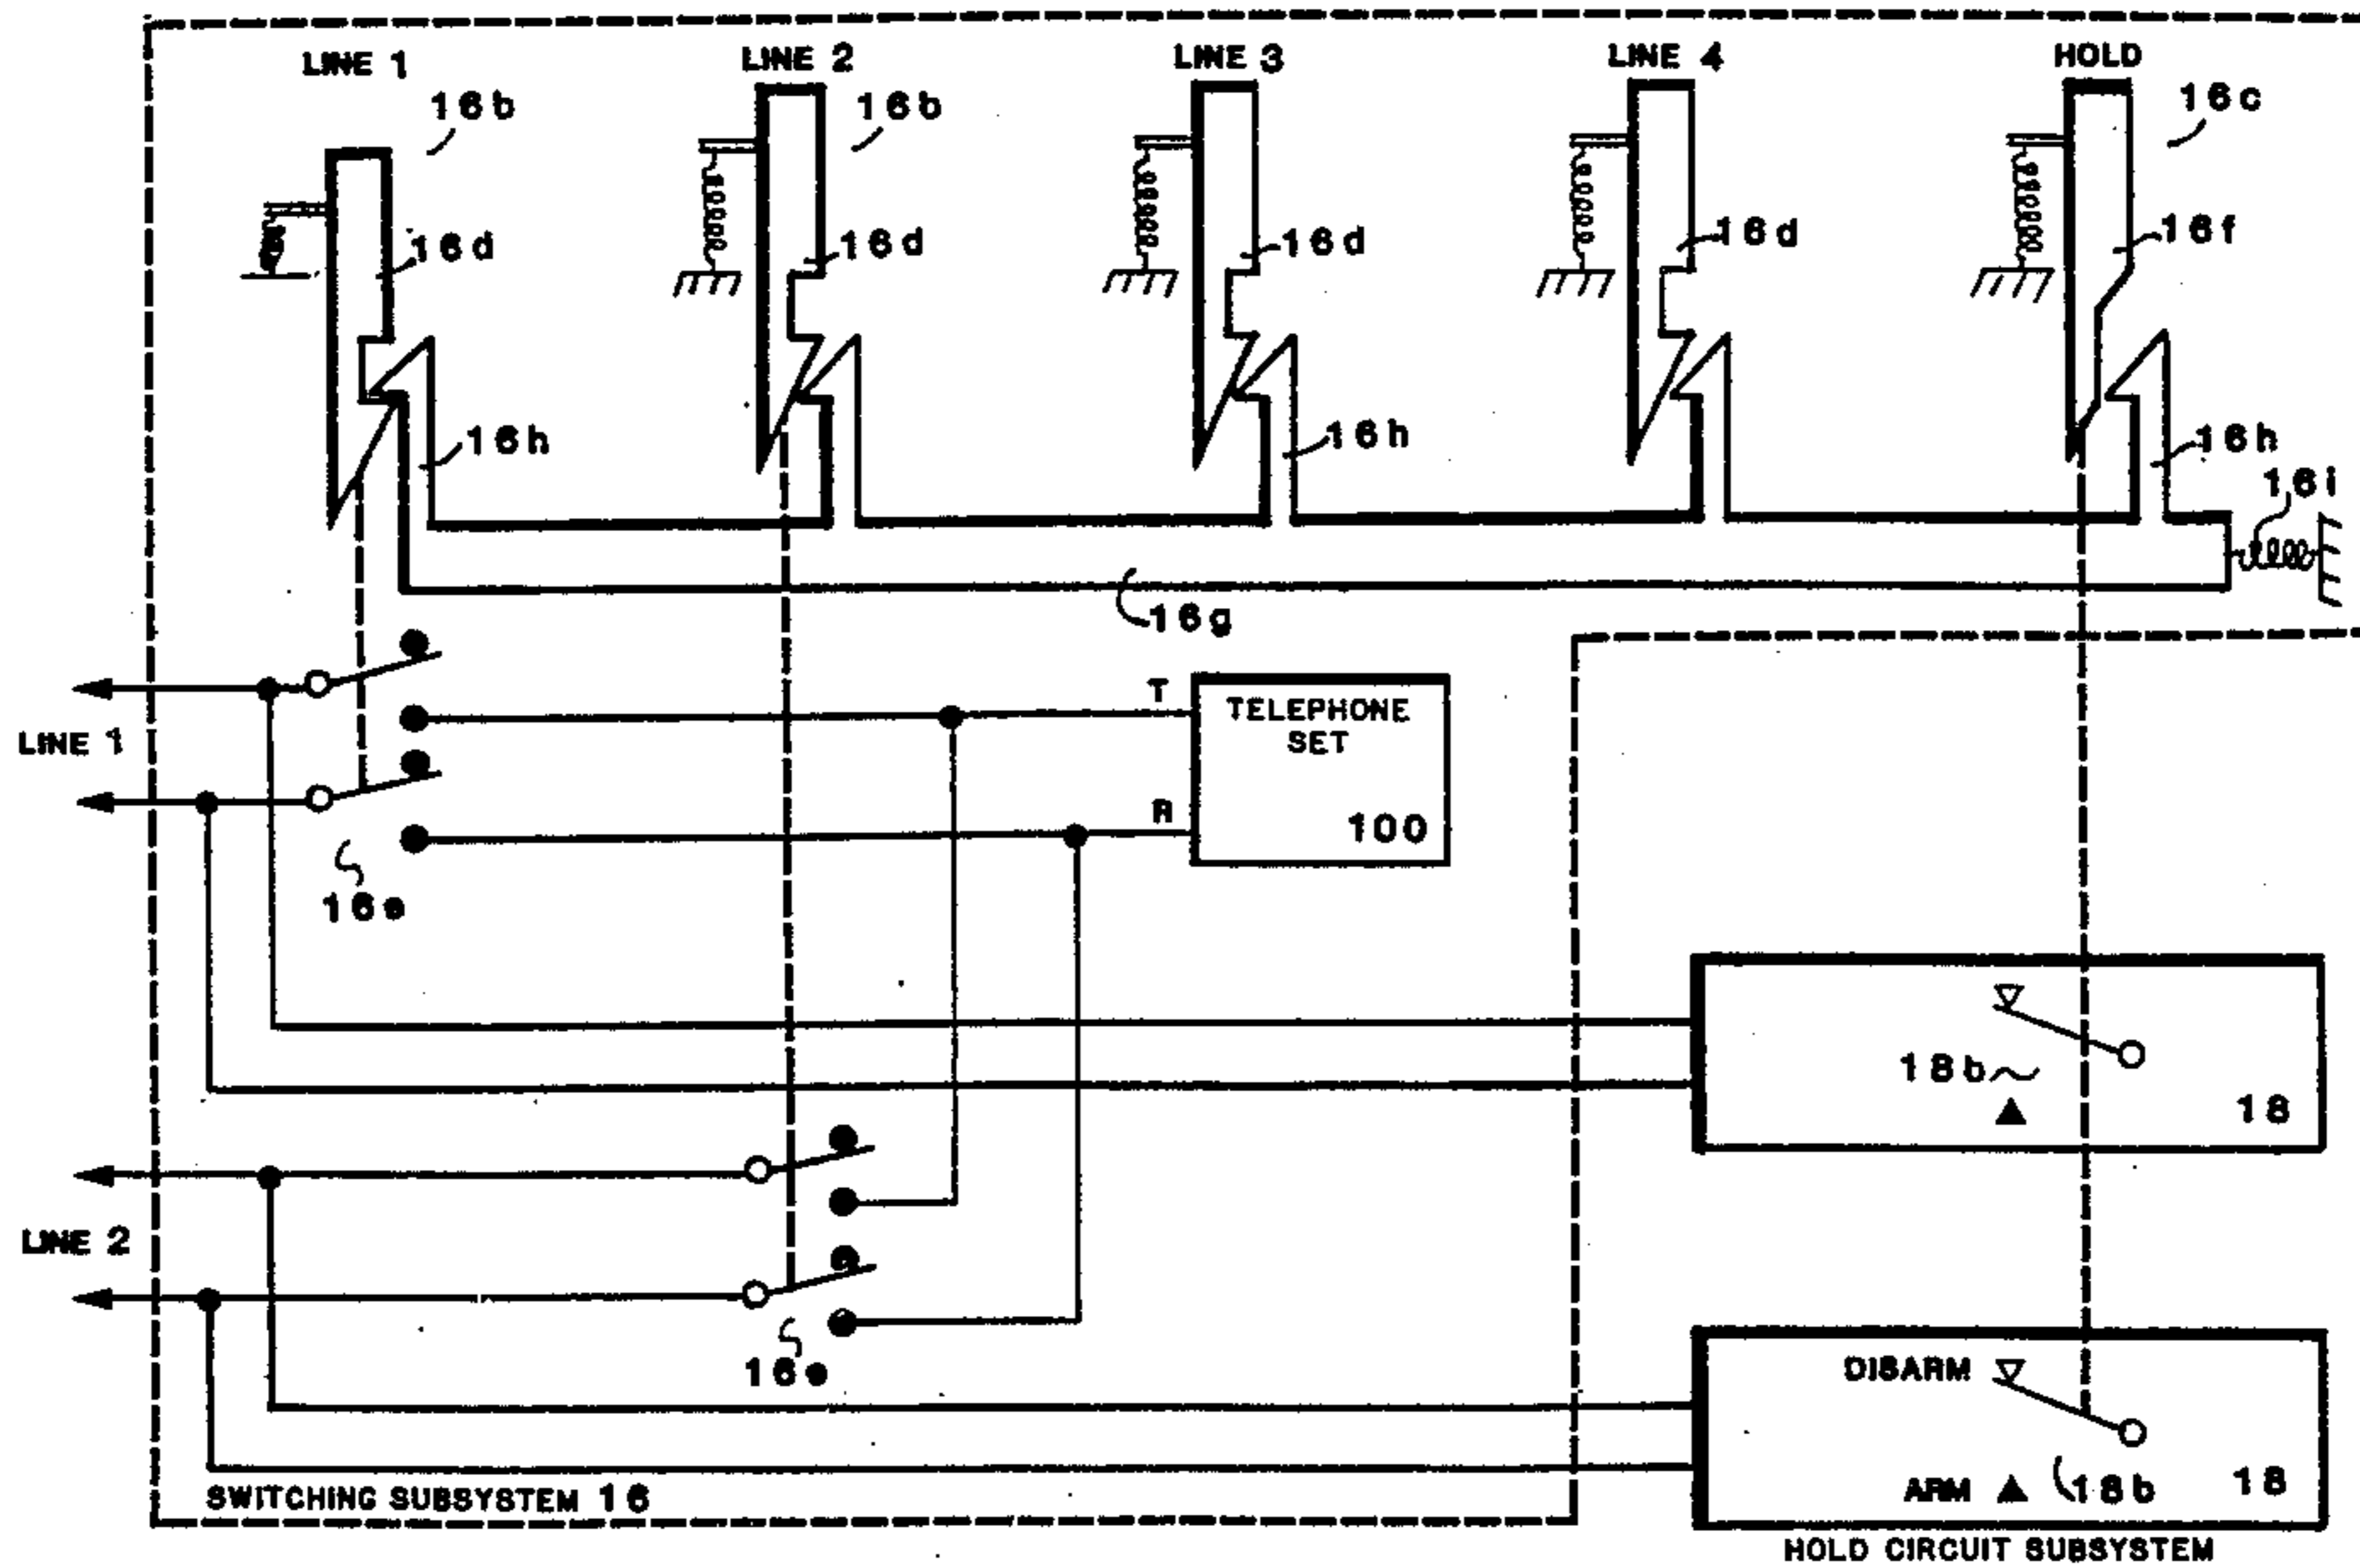 LINE 1 LINE 2 LINE 3 LINE 4 HOLD
16b 16b 16c
16d 16d 16d 16d 16f
16h 16h 16h
16i
16g
LINE 1
T
TELEPHONE
SET
R
100
16e
18b
18
LINE 2
16e
DISARM
ARM
18b
18
SWITCHING SUBSYSTEM 16
HOLD CIRCUIT SUBSYSTEM